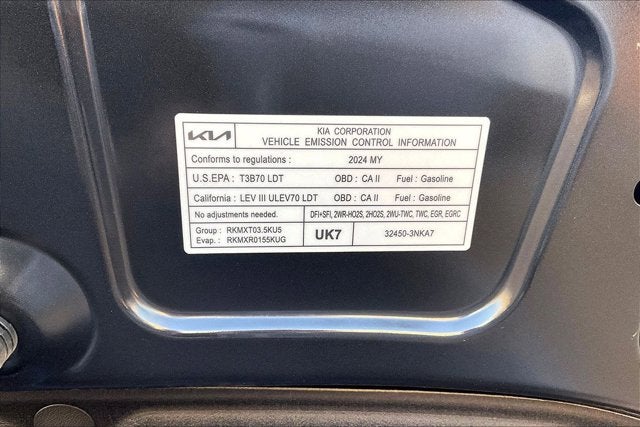 KIA
KIA CORPORATION
VEHICLE EMISSION CONTROL INFORMATION
Conforms to regulations : 2024 MY
U.S.EPA : T3B70 LDT OBD : CA II Fuel : Gasoline
California : LEV III ULEV70 LDT OBD : CA II Fuel : Gasoline
No adjustments needed. DFI+SFI, 2WR-HO2S, 2HO2S, 2WU-TWC, TWC, EGR, EGRC
Group : RKMXT03.5KU5
Evap. : RKMXR0155KUG
UK7
32450-3NKA7